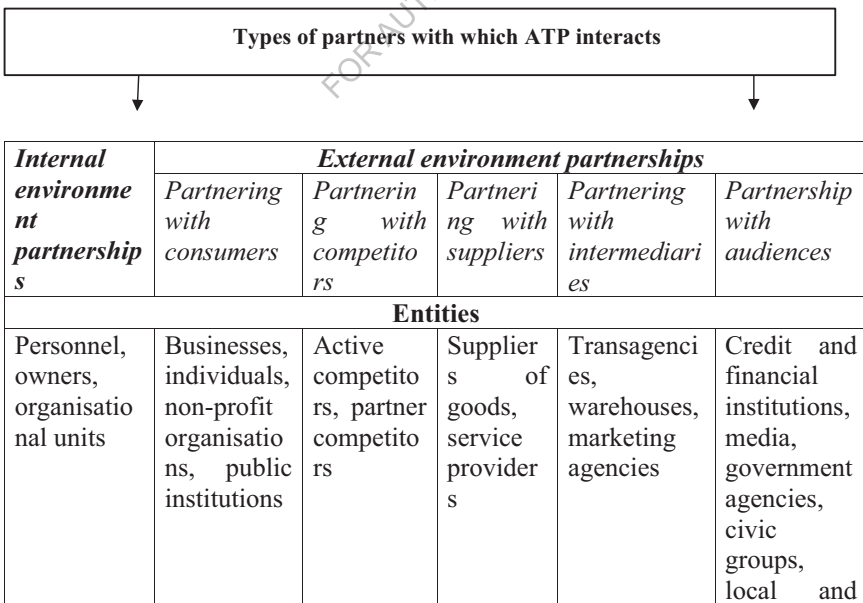 FOR AUT
Types of partners with which ATP interacts
Internal
environme
nt
partnership
s
External environment partnerships
Partnering
with
consumers
Partnerin
g with
competito
rs
Partneri
ng with
suppliers
Partnering
with
intermediari
es
Partnership
with
audiences
Entities
Personnel,
owners,
organisatio
nal units
Businesses,
individuals,
non-profit
organisatio
ns, public
institutions
Active
competito
rs, partner
competito
rs
Supplier
s of
goods,
service
provider
s
Transagenci
es,
warehouses,
marketing
agencies
Credit and
financial
institutions,
media,
government
agencies,
civic
groups,
local and